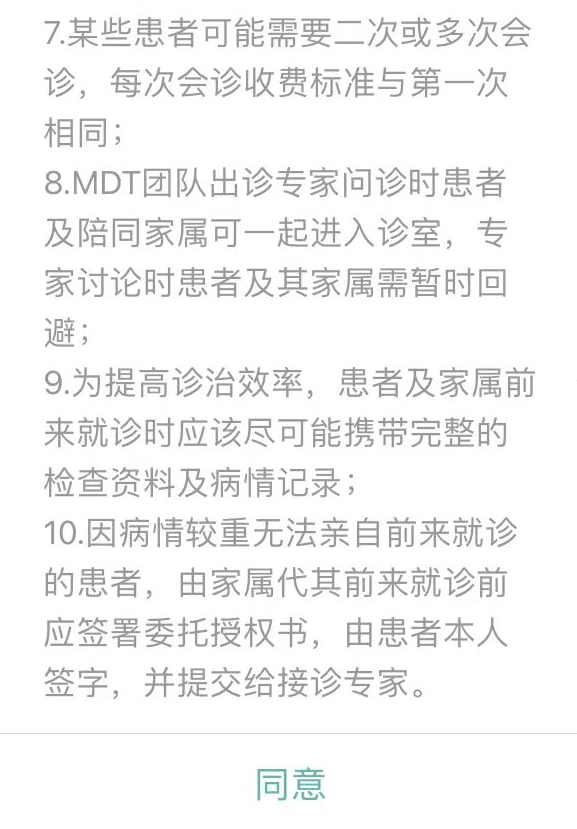 7.某些患者可能需要二次或多次会
诊，每次会诊收费标准与第一次
相同；
8.MDT团队出诊专家问诊时患者
及陪同家属可一起进入诊室，专
家讨论时患者及其家属需暂时回
避；
9.为提高诊治效率，患者及家属前
来就诊时应该尽可能携带完整的
检查资料及病情记录；
10.因病情较重无法亲自前来就诊
的患者，由家属代其前来就诊前
应签署委托授权书，由患者本人
签字，并提交给接诊专家。
同意